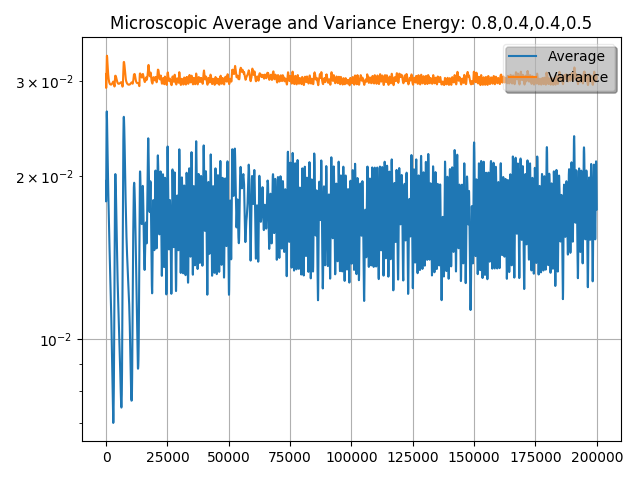 Microscopic Average and Variance Energy: 0.8,0.4,0.4,0.5
Average
Variance
3 × 10⁻²
2 × 10⁻²
10⁻²
0 25000 50000 75000 100000 125000 150000 175000 200000